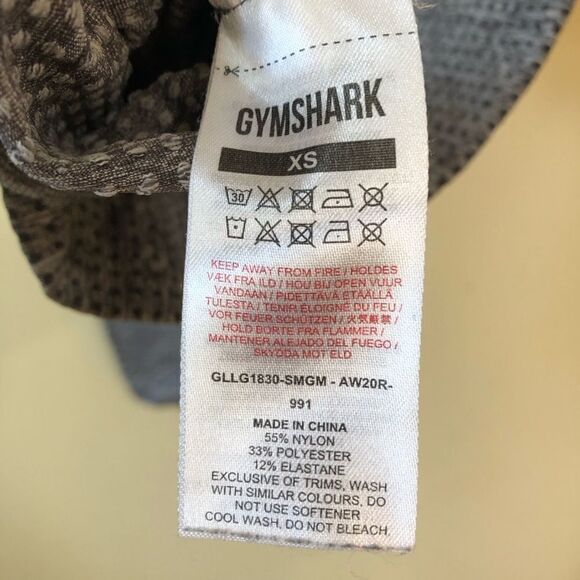 GYMSHARK
XS
30
KEEP AWAY FROM FIRE / HOLDES
VÆK FRA ILD / HOU BIJ OPEN VUUR
VANDAAN / PIDETTÄVÄ ETÄÄLLÄ
TULESTA / TENIR ÉLOIGNÉ DU FEU /
VOR FEUER SCHÜTZEN / 火気厳禁 /
HOLD BORTE FRA FLAMMER /
MANTENER ALEJADO DEL FUEGO /
SKYDDA MOT ELD
GLLG1830-SMGM - AW20R-
991
MADE IN CHINA
55% NYLON
33% POLYESTER
12% ELASTANE
EXCLUSIVE OF TRIMS, WASH
WITH SIMILAR COLOURS, DO
NOT USE SOFTENER
COOL WASH, DO NOT BLEACH.